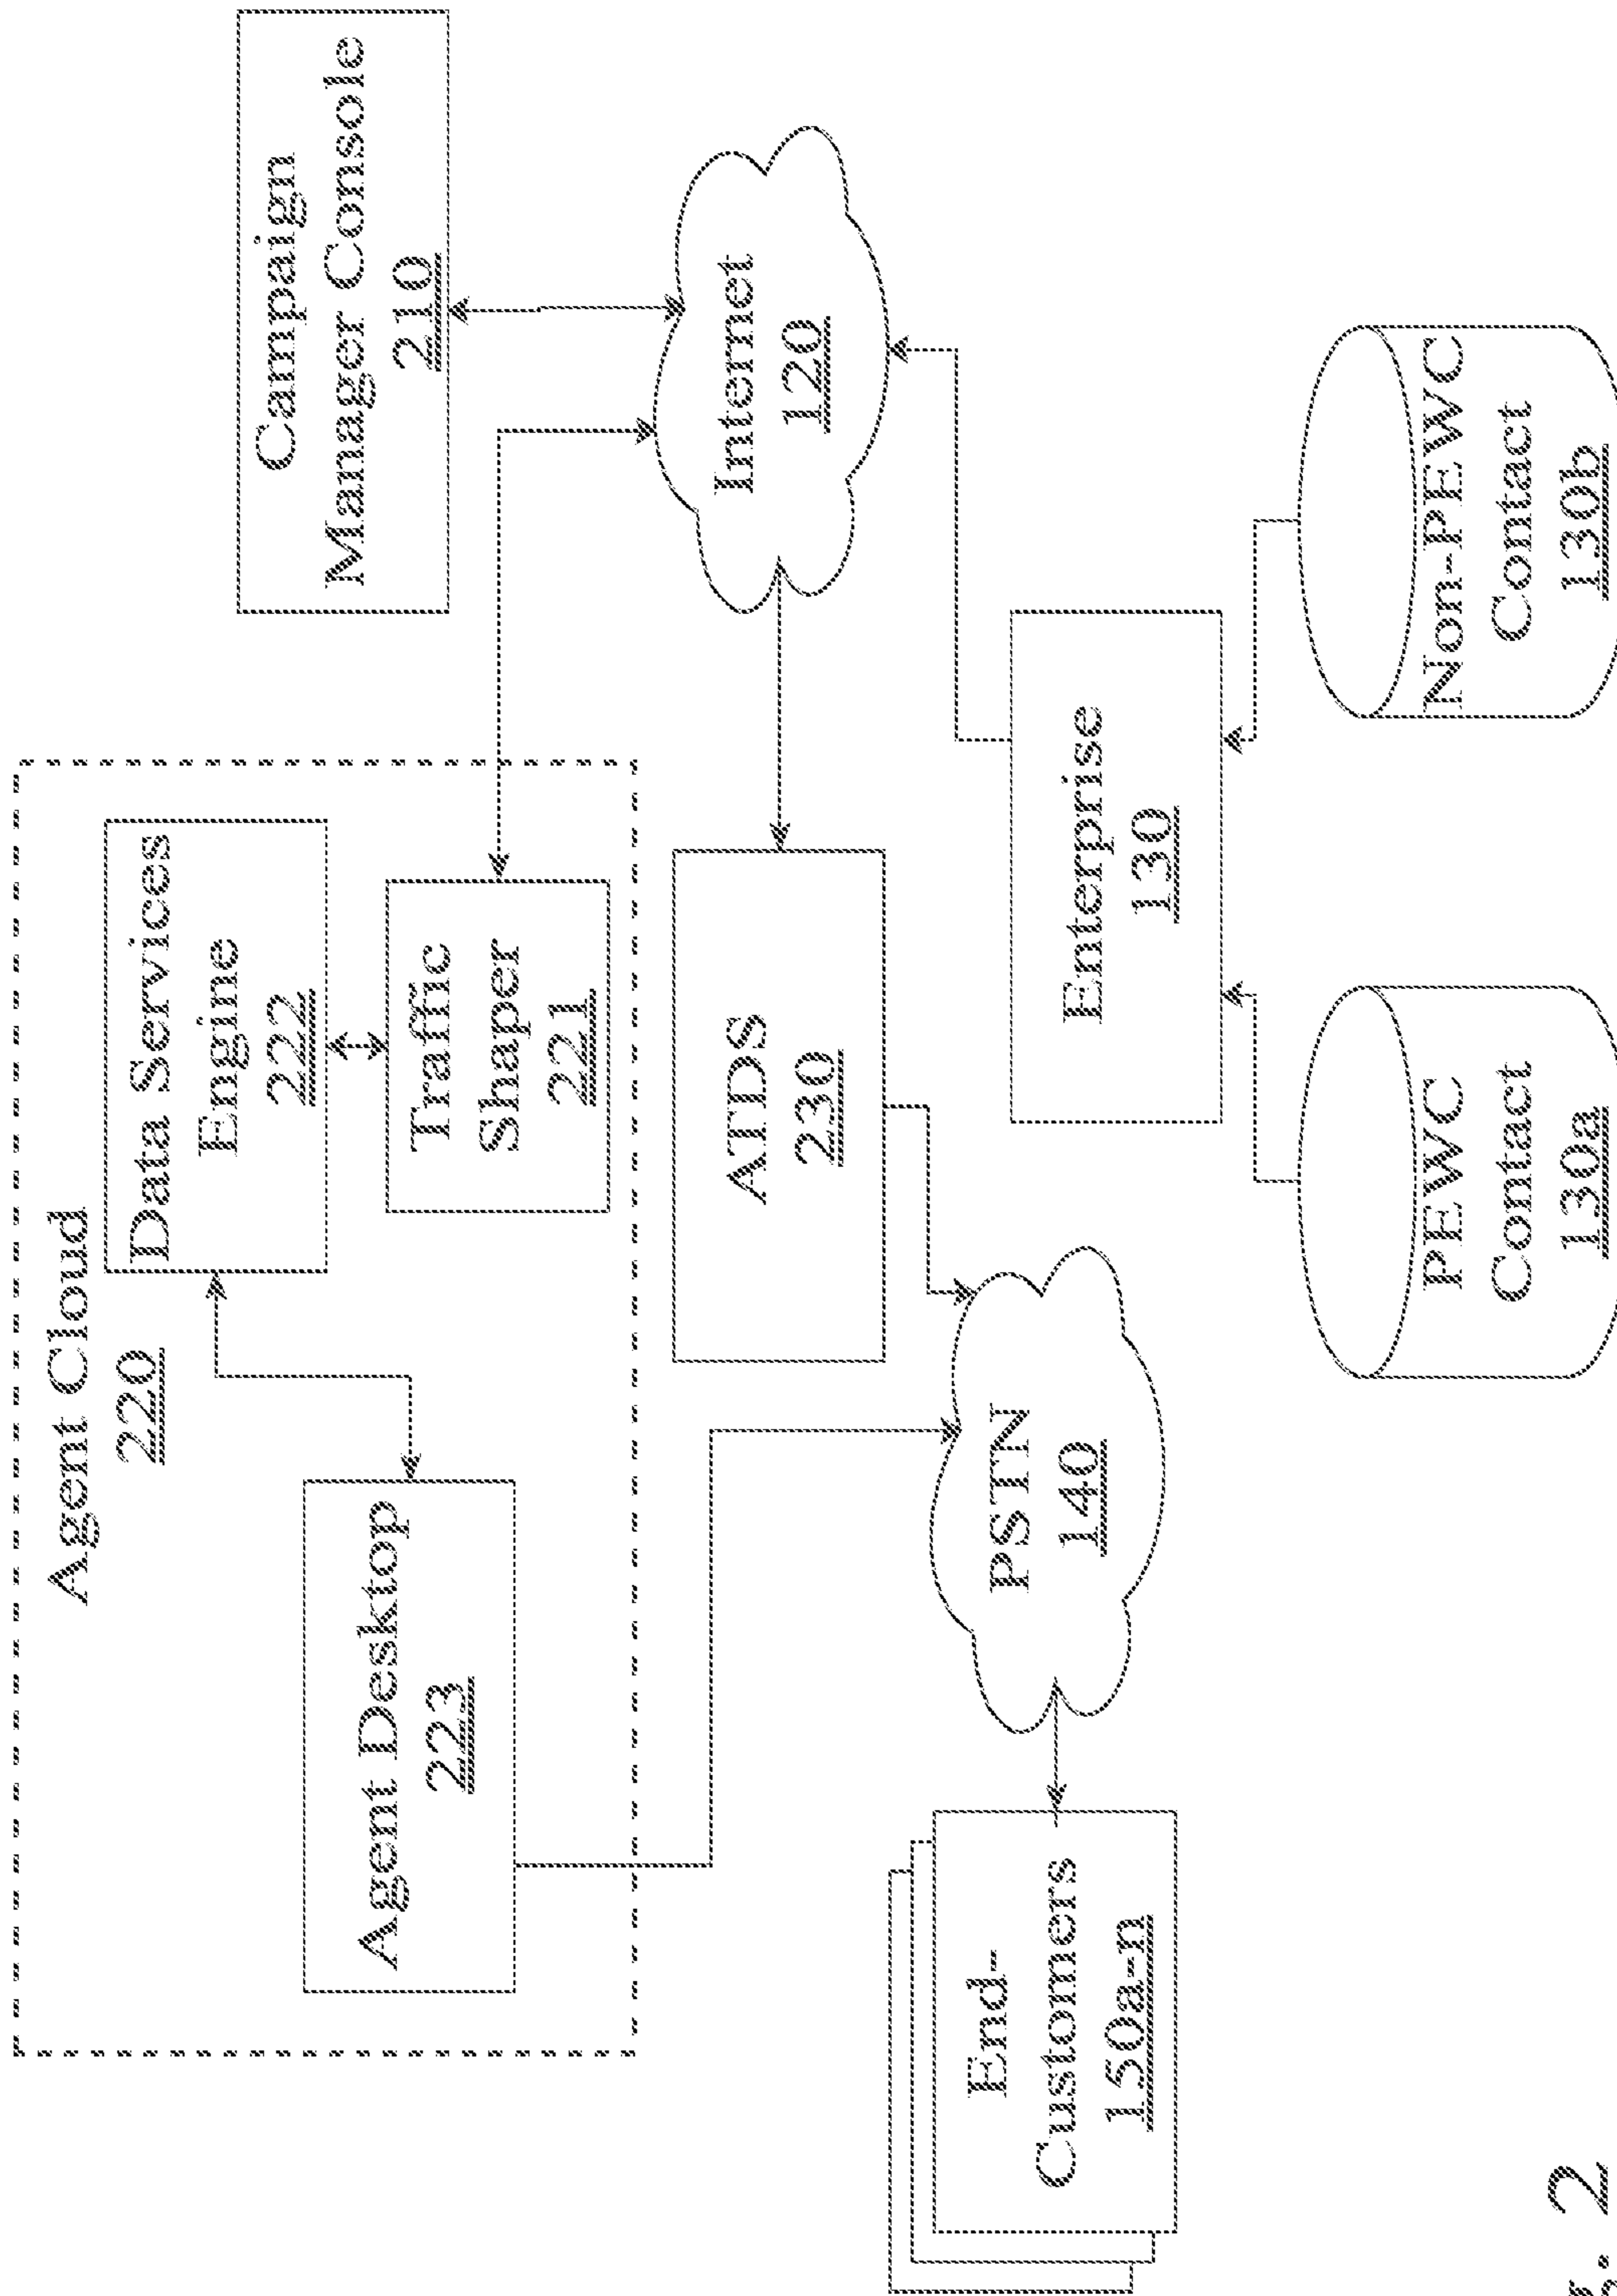 Agent Cloud
220
Data Services
Engine
222
Campaign
Manager Console
210
Agent Desktop
223
Traffic
Shaper
221
ATDS
230
Internet
120
End-
Customers
150a-n
PSTN
140
Enterprise
130
PEWC
Contact
130a
Non-PEWC
Contact
130b
g. 2